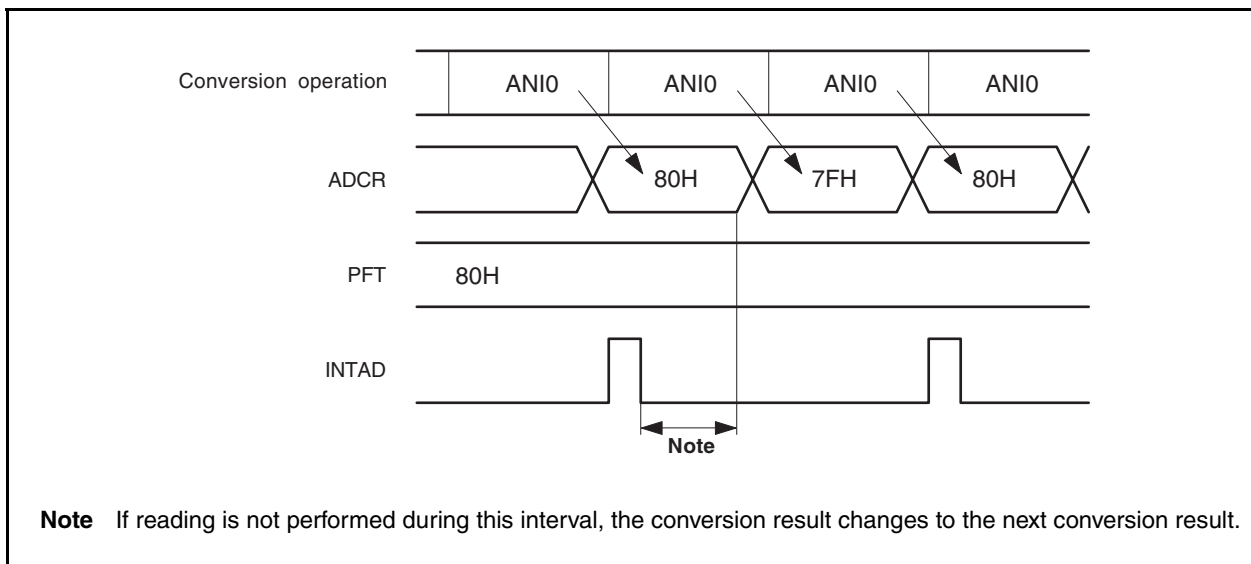 Conversion operation ANI0 ANI0 ANI0 ANI0
ADCR 80H 7FH 80H
PFT 80H
INTAD
Note
Note If reading is not performed during this interval, the conversion result changes to the next conversion result.